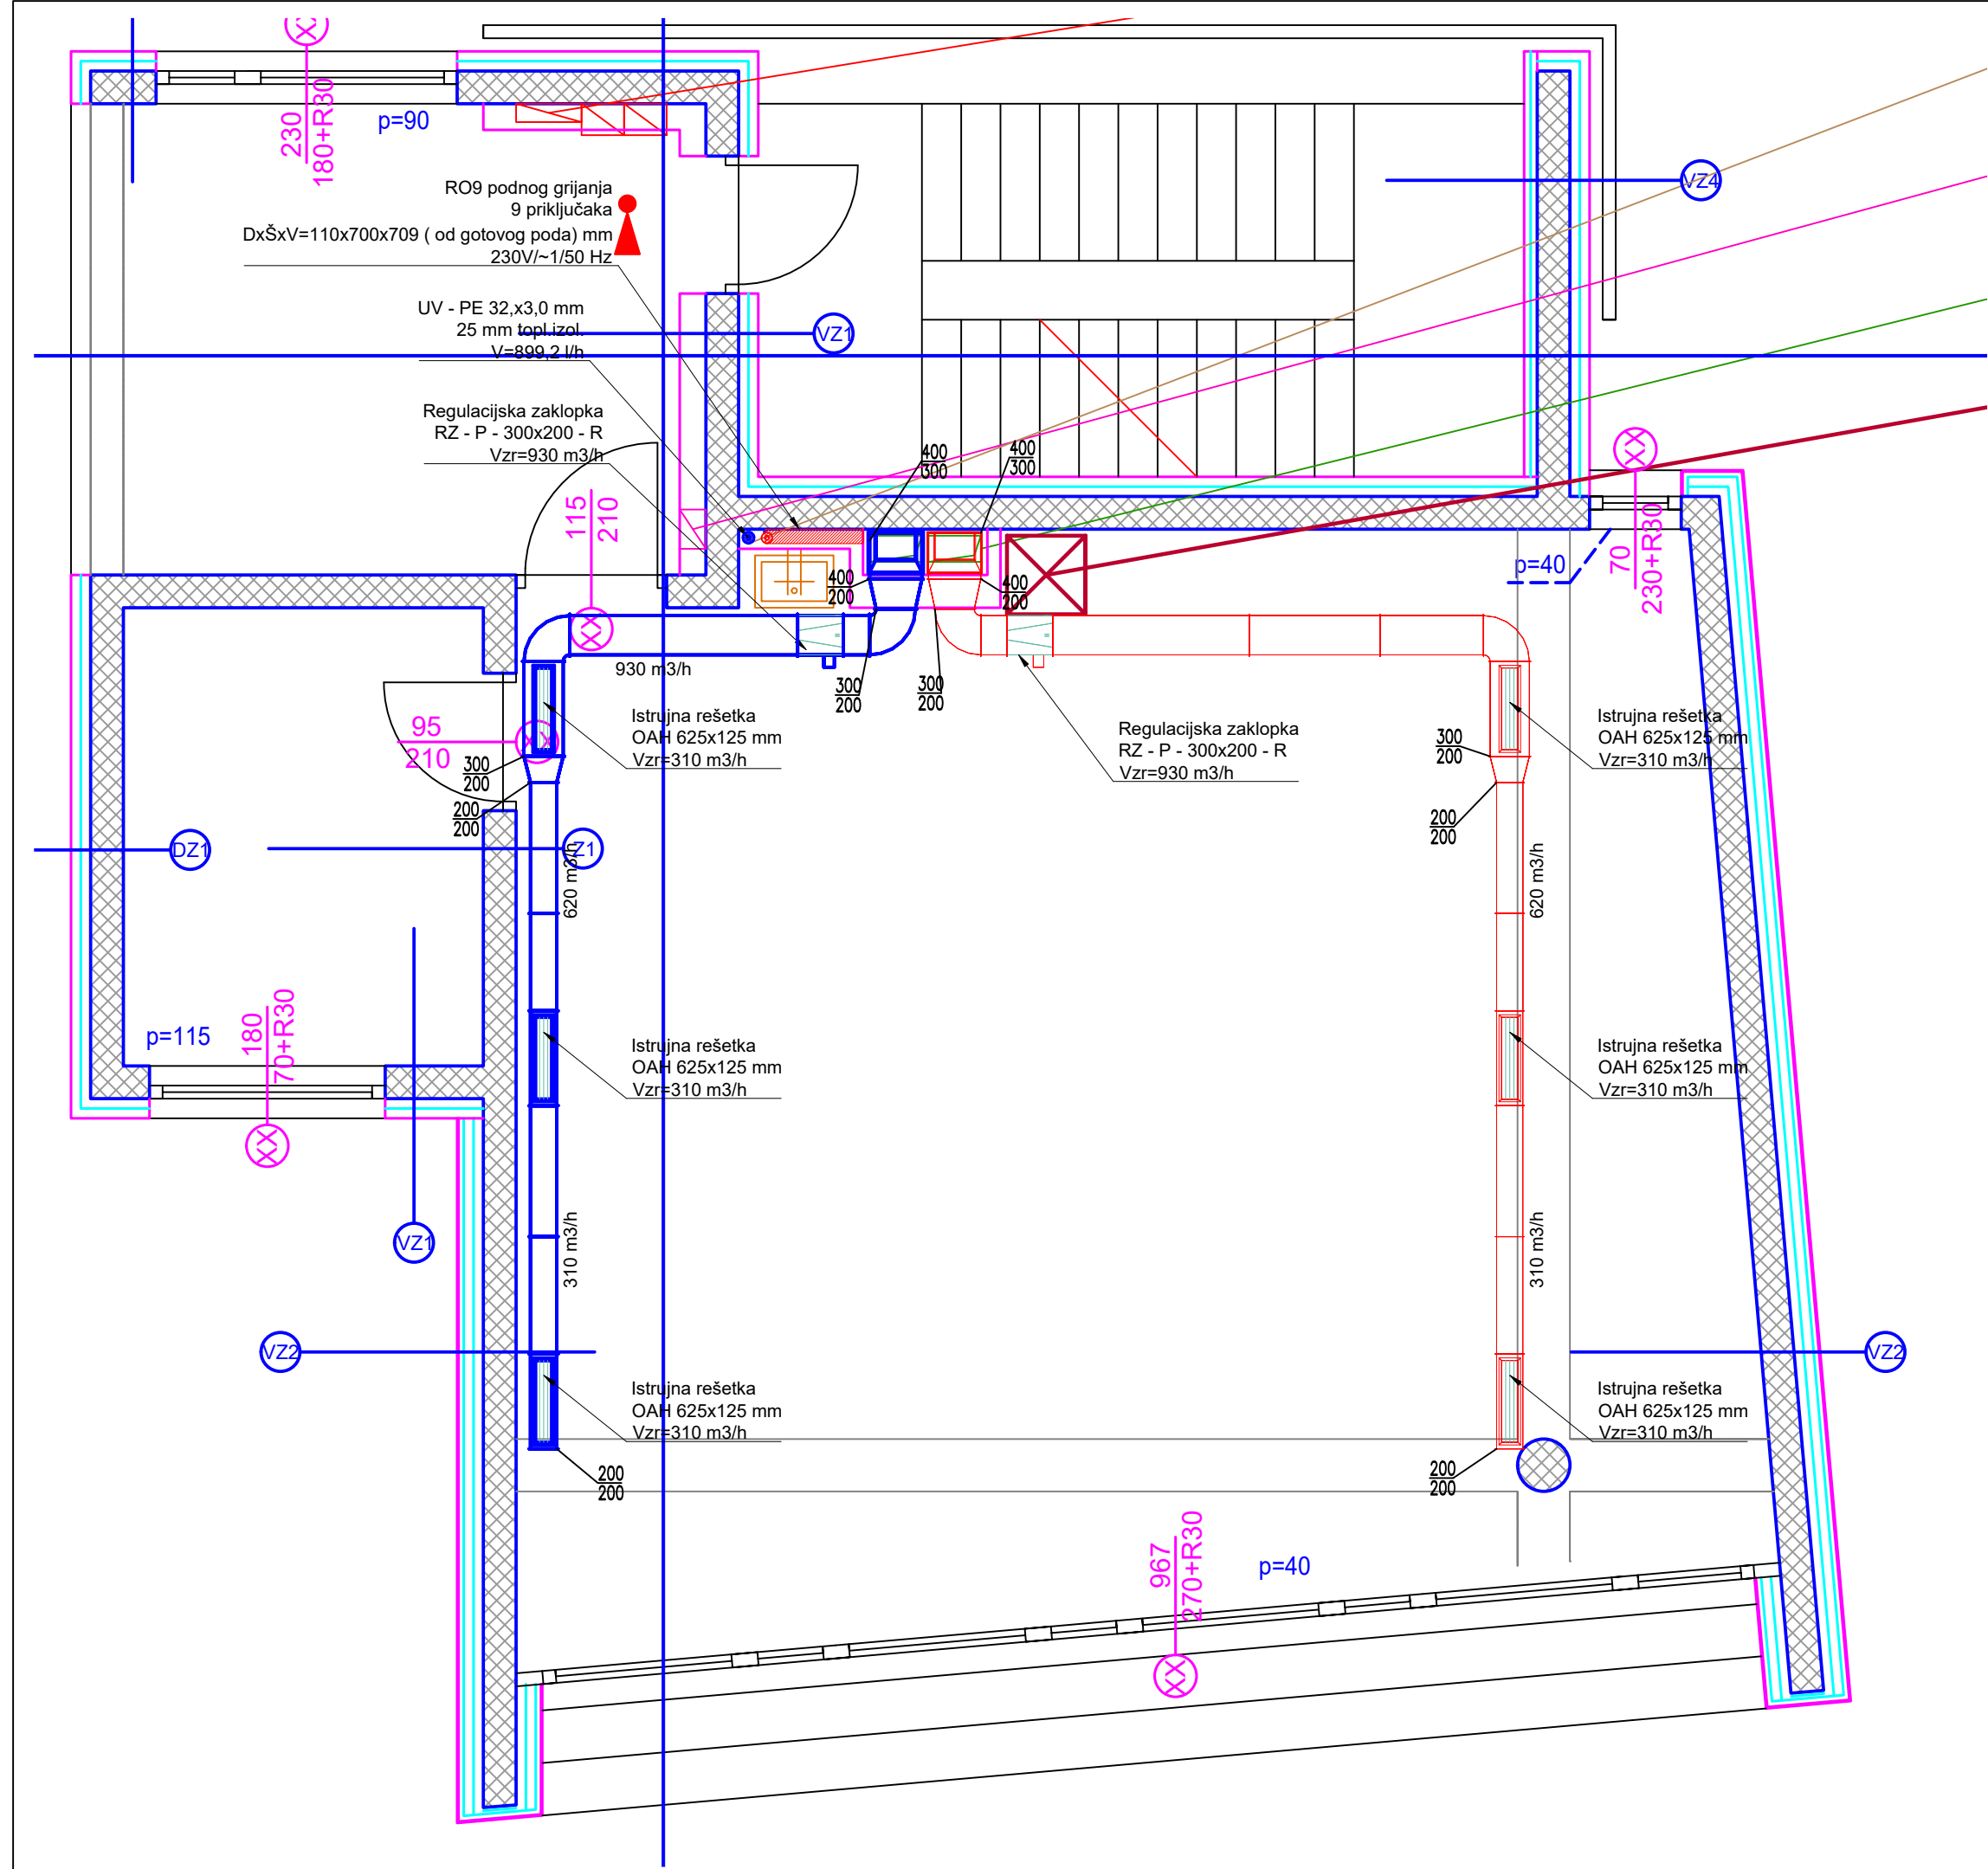 XX
230
180+R30
p=90
RO9 podnog grijanja
9 priključaka
DxŠxV=110x700x709 ( od gotovog poda) mm
230V/~1/50 Hz
VZ4
UV - PE 32,x3,0 mm
25 mm topl.izol.
V=899,2 l/h
VZ1
Regulacijska zaklopka
RZ - P - 300x200 - R
Vzr=930 m3/h
400
300
400
300
XX
70
230+R30
115
210
XX
p=40
400
200
400
200
930 m3/h
300
200
300
200
Istrujna rešetka
OAH 625x125 mm
Vzr=310 m3/h
Regulacijska zaklopka
RZ - P - 300x200 - R
Vzr=930 m3/h
Istrujna rešetka
OAH 625x125 mm
Vzr=310 m3/h
95
210
XX
300
200
300
200
200
200
200
200
DZ1
Z1
620 m3/h
620 m3/h
p=115
180
70+R30
XX
Istrujna rešetka
OAH 625x125 mm
Vzr=310 m3/h
Istrujna rešetka
OAH 625x125 mm
Vzr=310 m3/h
VZ1
310 m3/h
310 m3/h
VZ2
VZ2
Istrujna rešetka
OAH 625x125 mm
Vzr=310 m3/h
Istrujna rešetka
OAH 625x125 mm
Vzr=310 m3/h
200
200
200
200
967
270+R30
XX
p=40